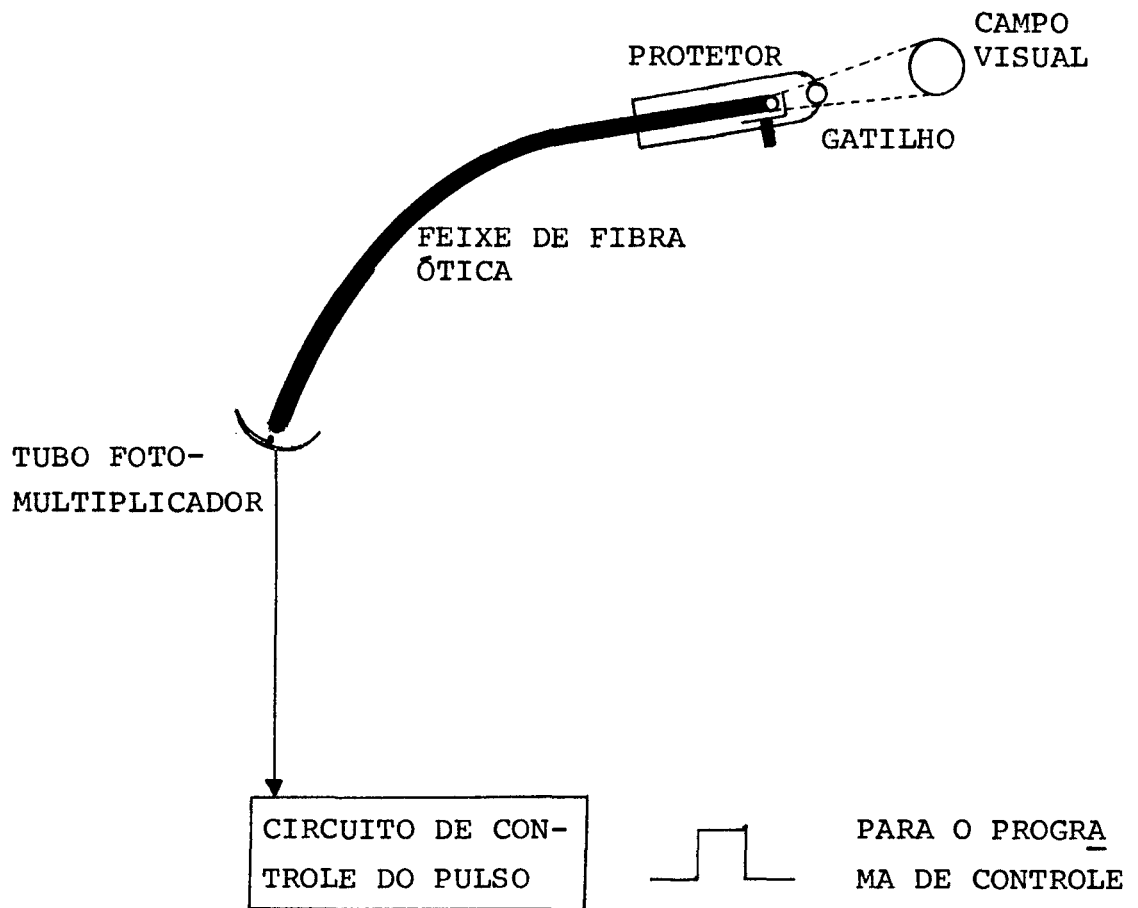 CAMPO
VISUAL
PROTETOR
GATILHO
FEIXE DE FIBRA
ÓTICA
TUBO FOTO-
MULTIPLICADOR
CIRCUITO DE CON-
TROLE DO PULSO
PARA O PROGRA
MA DE CONTROLE